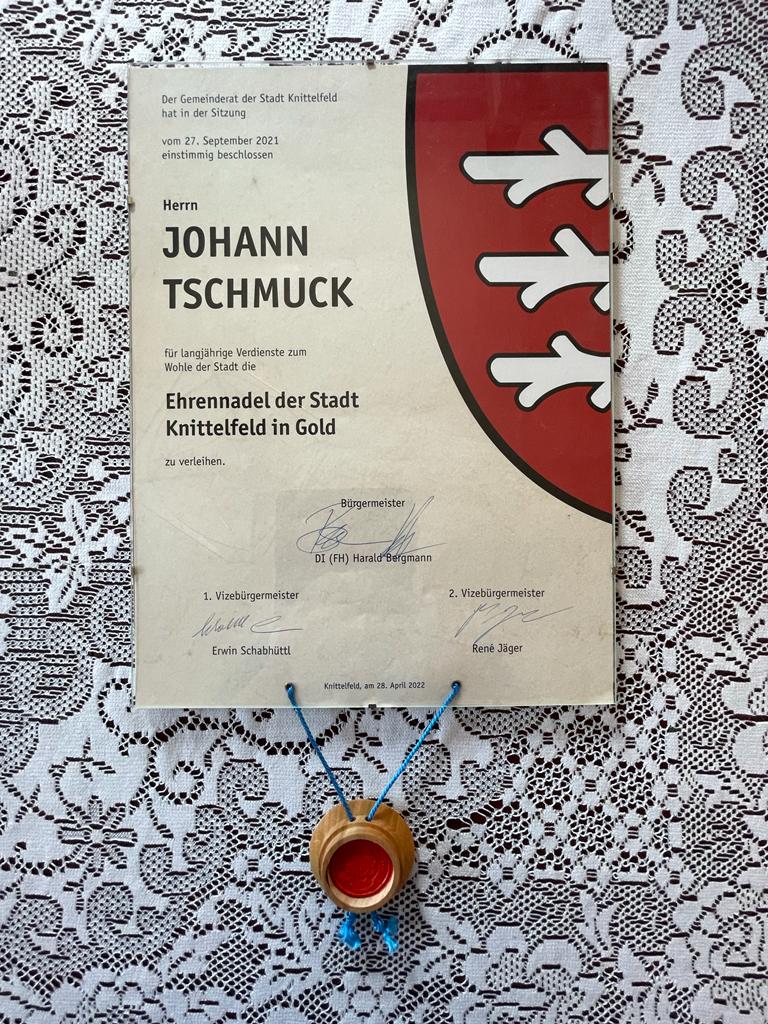 Der Gemeinderat der Stadt Knittelfeld
hat in der Sitzung
vom 27. September 2021
einstimmig beschlossen
Herrn
JOHANN
TSCHMUCK
für langjährige Verdienste zum
Wohle der Stadt die
Ehrennadel der Stadt
Knittelfeld in Gold
zu verleihen.
Bürgermeister
DI (FH) Harald Bergmann
1. Vizebürgermeister
2. Vizebürgermeister
Erwin Schabhüttl
René Jäger
Knittelfeld, am 28. April 2022